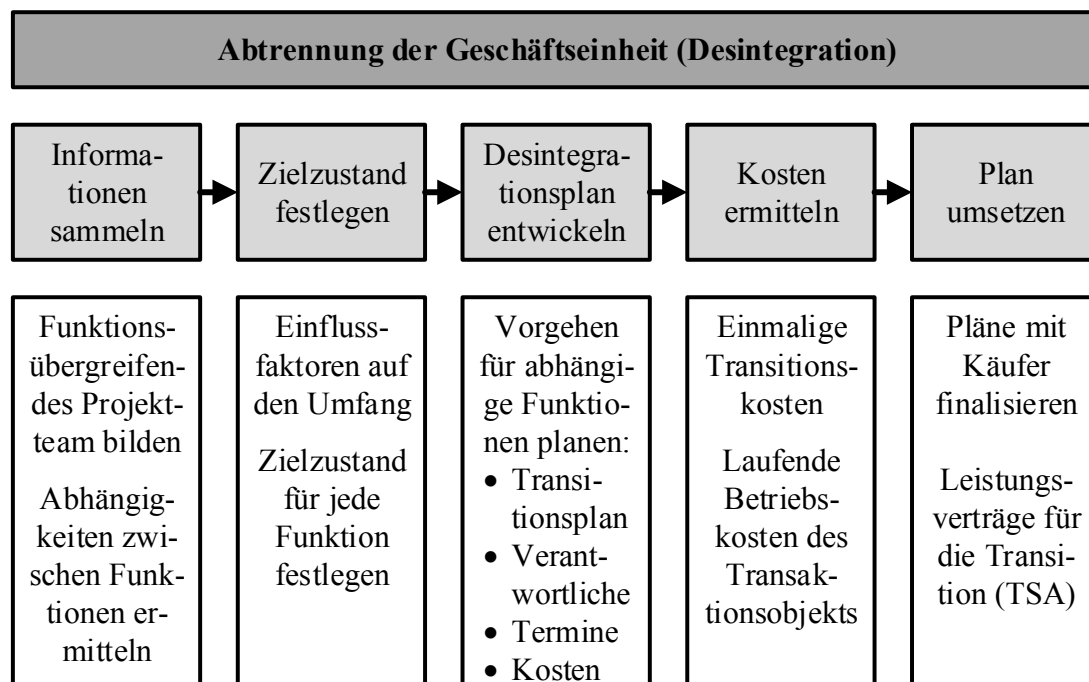 Abtrennung der Geschäftseinheit (Desintegration)
Informa-
tionen
sammeln
Zielzustand
festlegen
Desintegra-
tionsplan
entwickeln
Kosten
ermitteln
Plan
umsetzen
Funktions-
übergreifen-
des Projekt-
team bilden
Abhängig-
keiten zwi-
schen Funk-
tionen er-
mitteln
Einfluss-
faktoren auf
den Umfang
Zielzustand
für jede
Funktion
festlegen
Vorgehen
für abhängi-
ge Funktio-
nen planen:
• Transi-
tionsplan
• Verant-
wortliche
• Termine
• Kosten
Einmalige
Transitions-
kosten
Laufende
Betriebs-
kosten des
Transak-
tionsobjekts
Pläne mit
Käufer
finalisieren
Leistungs-
verträge für
die Transi-
tion (TSA)